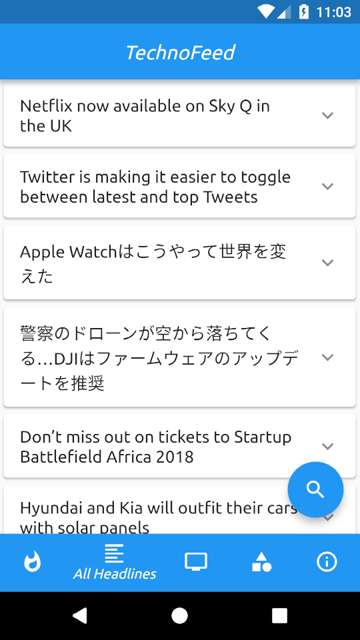 11:03
TechnoFeed
Netflix now available on Sky Q in
the UK
Twitter is making it easier to toggle
between latest and top Tweets
Apple Watchはこうやって世界を変
えた
警察のドローンが空から落ちてく
る…DJIはファームウェアのアップデ
ートを推奨
Don’t miss out on tickets to Startup
Battlefield Africa 2018
Hyundai and Kia will outfit their cars
with solar panels
All Headlines